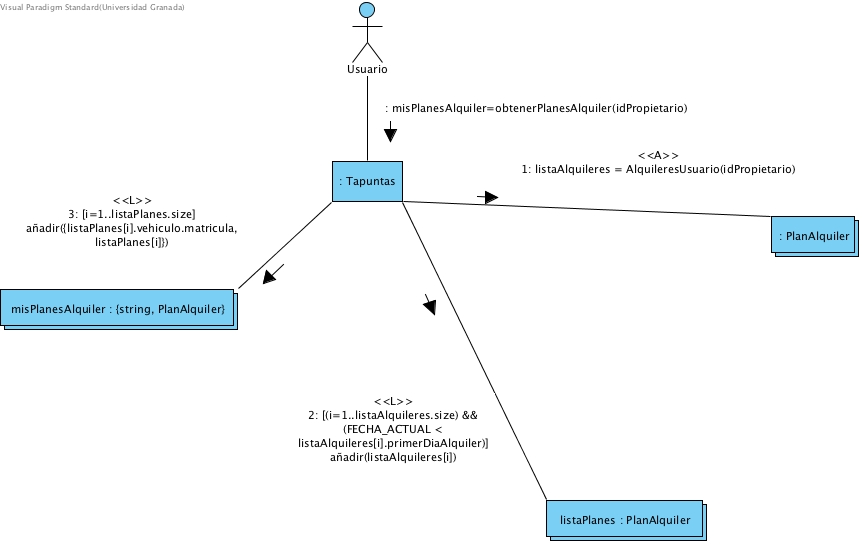 Visual Paradigm Standard(Universidad Granada)
Usuario
: misPlanesAlquiler=obtenerPlanesAlquiler(idPropietario)
<<A>>
1: listaAlquileres = AlquileresUsuario(idPropietario)
: Tapuntas
<<L>>
3: [i=1..listaPlanes.size]
añadir({listaPlanes[i].vehiculo.matricula,
listaPlanes[i]})
: PlanAlquiler
misPlanesAlquiler : {string, PlanAlquiler}
<<L>>
2: [(i=1..listaAlquileres.size) &&
(FECHA_ACTUAL <
listaAlquileres[i].primerDiaAlquiler)]
añadir(listaAlquileres[i])
listaPlanes : PlanAlquiler